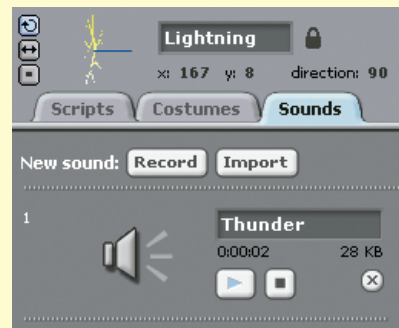 Lightning
x: 167 y: 8 direction: 90
Scripts Costumes Sounds
New sound: Record Import
1
Thunder
0:00:02 28 KB